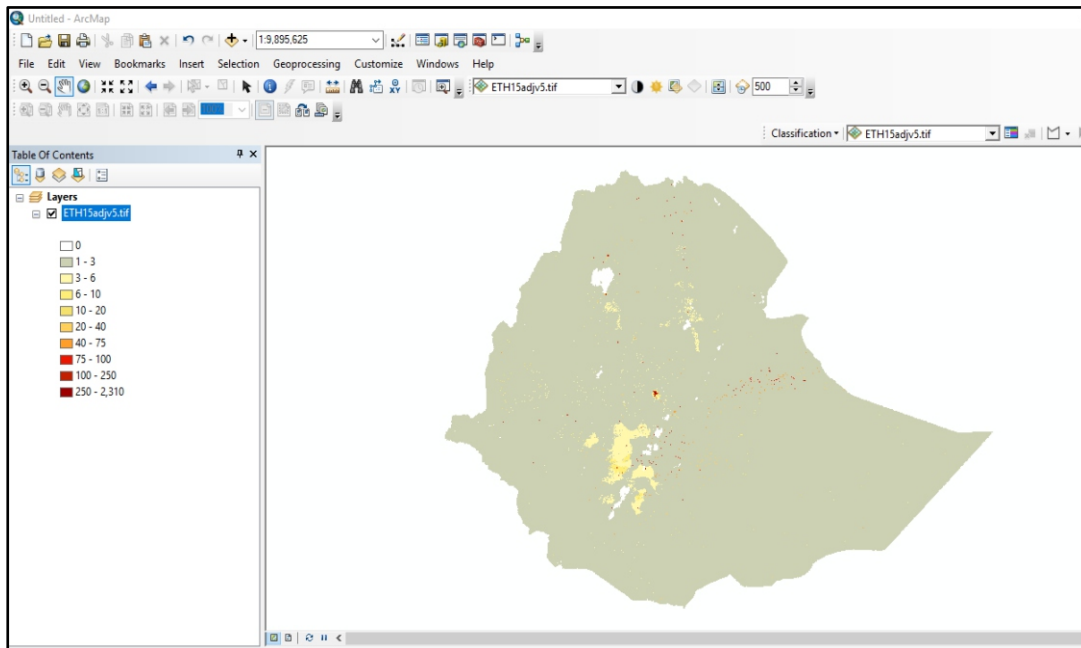 Untitled - ArcMap
1:9,895,625
File Edit View Bookmarks Insert Selection Geoprocessing Customize Windows Help
ETH15adjv5.tif 500
Classification ETH15adjv5.tif
Table Of Contents
Layers
ETH15adjv5.tif
0
1 - 3
3 - 6
6 - 10
10 - 20
20 - 40
40 - 75
75 - 100
100 - 250
250 - 2,310